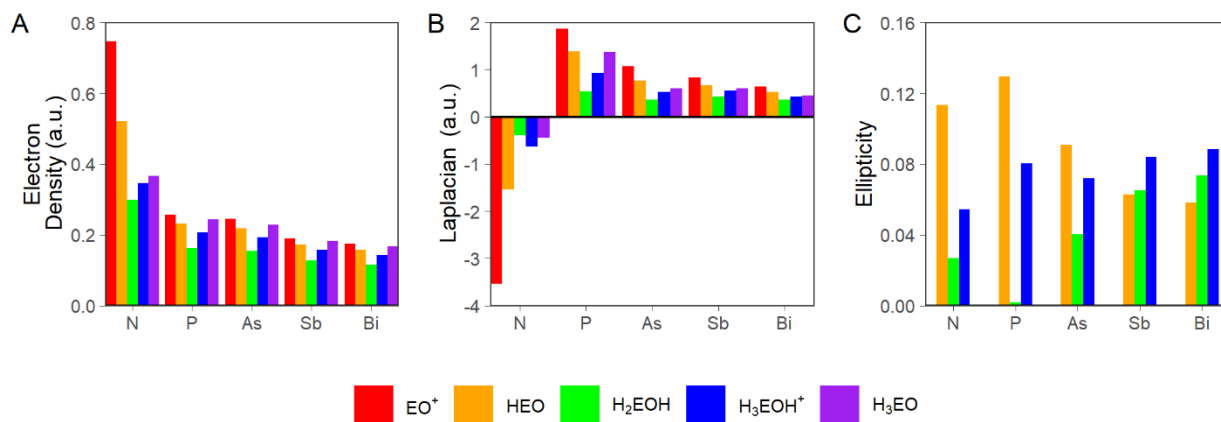 A
Electron
Density (a.u.)
0.8
0.6
0.4
0.2
0.0
N P As Sb Bi
B
Laplacian (a.u.)
2
1
0
-1
-2
-3
-4
N P As Sb Bi
C
Ellipticity
0.16
0.12
0.08
0.04
0.00
N P As Sb Bi
EO⁺ HEO H₂EOH H₃EOH⁺ H₃EO